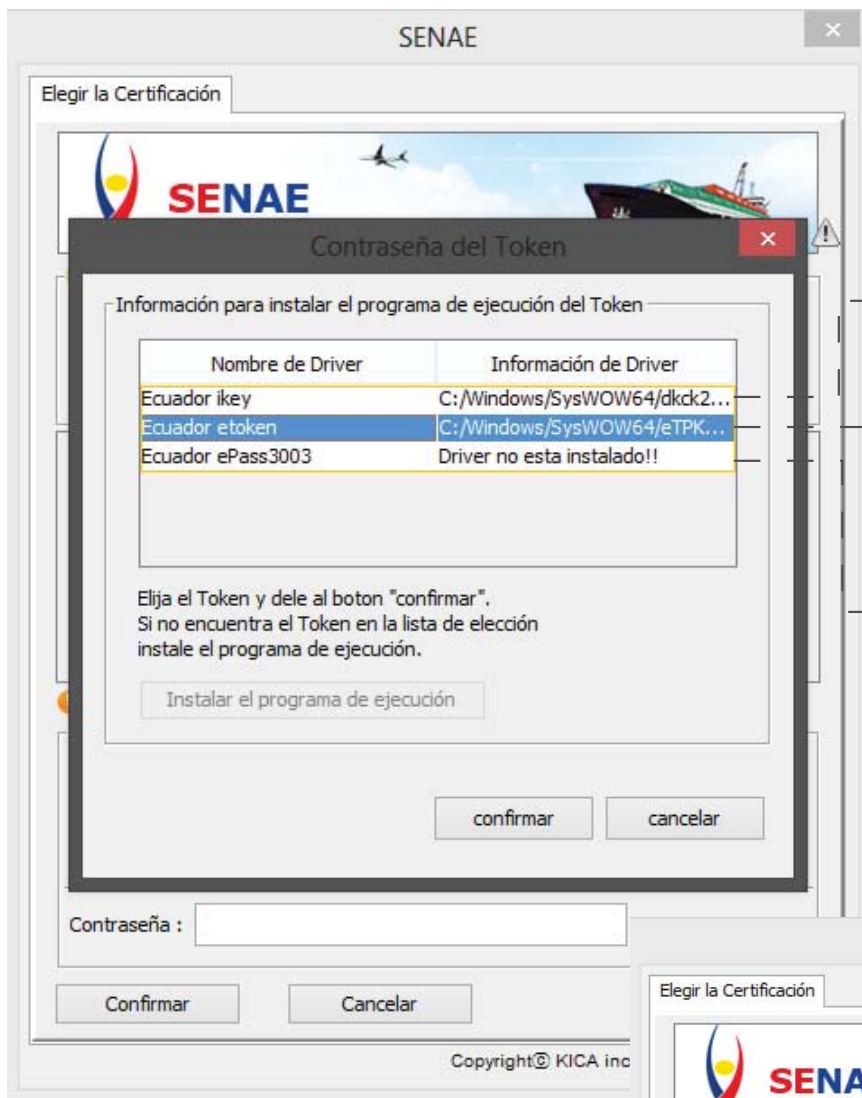 SENAE
Elegir la Certificación
SENAE
Contraseña del Token
Información para instalar el programa de ejecución del Token
Nombre de Driver Información de Driver
Ecuador ikey C:/Windows/SysWOW64/dkck2...
Ecuador etoken C:/Windows/SysWOW64/eTPK...
Ecuador ePass3003 Driver no esta instalado!!
Elija el Token y dele al boton "confirmar".
Si no encuentra el Token en la lista de elección
instale el programa de ejecución.
Instalar el programa de ejecución
confirmar cancelar
Contraseña :
Confirmar Cancelar
Copyright© KICA inc
Elegir la Certificación
SENA